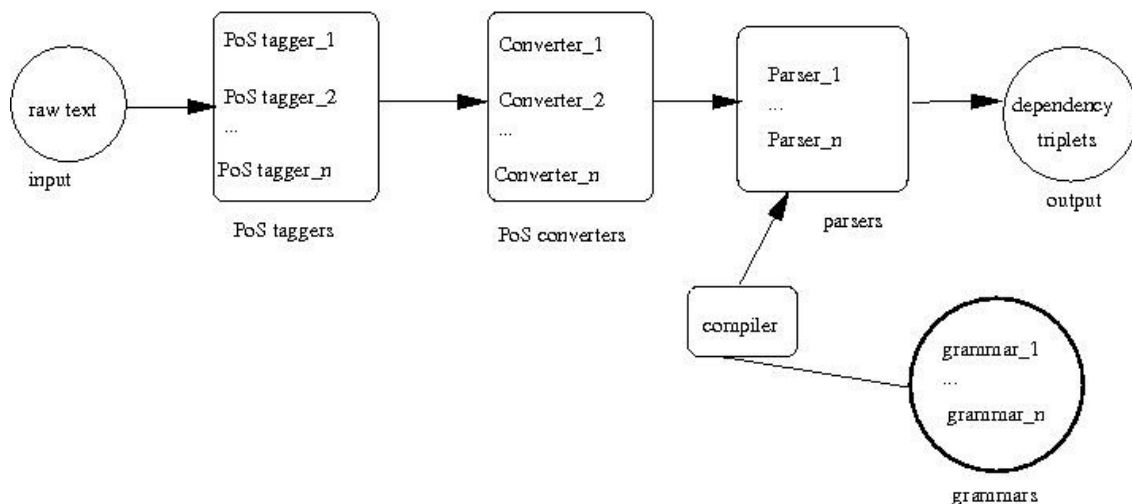 raw text
input
PoS tagger_1
PoS tagger_2
...
PoS tagger_n
PoS taggers
Converter_1
Converter_2
...
Converter_n
PoS converters
Parser_1
...
Parser_n
parsers
dependency
triplets
output
compiler
grammar_1
...
grammar_n
grammars